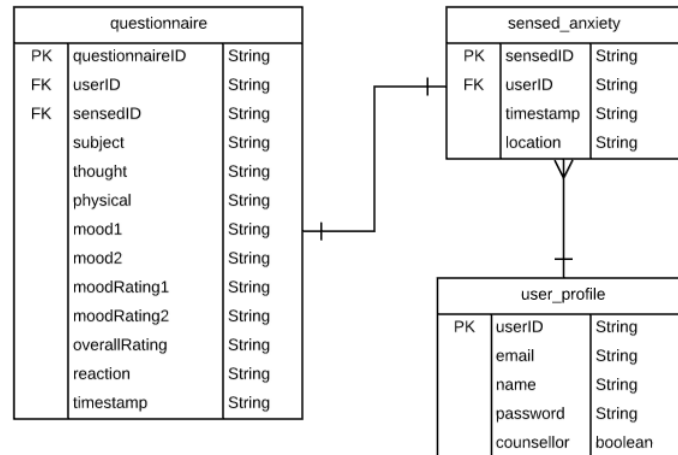 questionnaire
PK questionnaireID String
FK userID String
FK sensedID String
subject String
thought String
physical String
mood1 String
mood2 String
moodRating1 String
moodRating2 String
overallRating String
reaction String
timestamp String
sensed_anxiety
PK sensedID String
FK userID String
timestamp String
location String
user_profile
PK userID String
email String
name String
password String
counsellor boolean